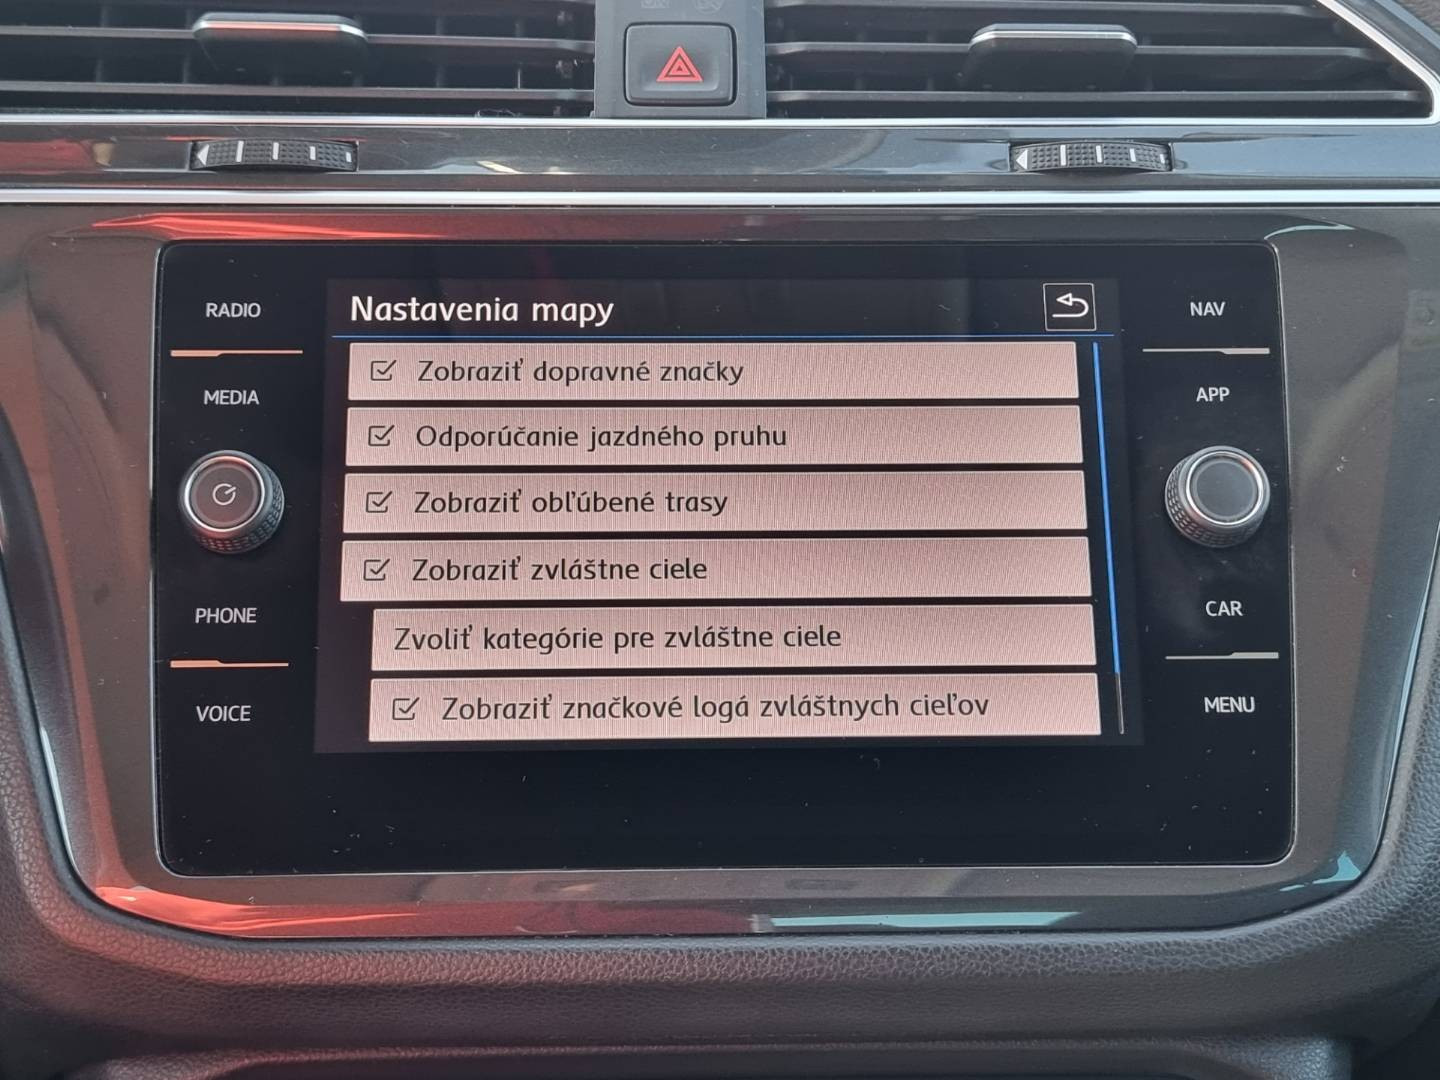 Nastavenia mapy
RADIO
NAV
Zobraziť dopravné značky
MEDIA
APP
Odporúčanie jazdného pruhu
Zobraziť obľúbené trasy
Zobraziť zvláštne ciele
PHONE
CAR
Zvoliť kategórie pre zvláštne ciele
VOICE
MENU
Zobraziť značkové logá zvláštnych cieľov